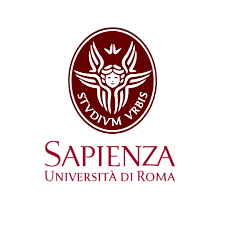 STVDIVM VRBIS
SAPIENZA
UNIVERSITÀ DI ROMA